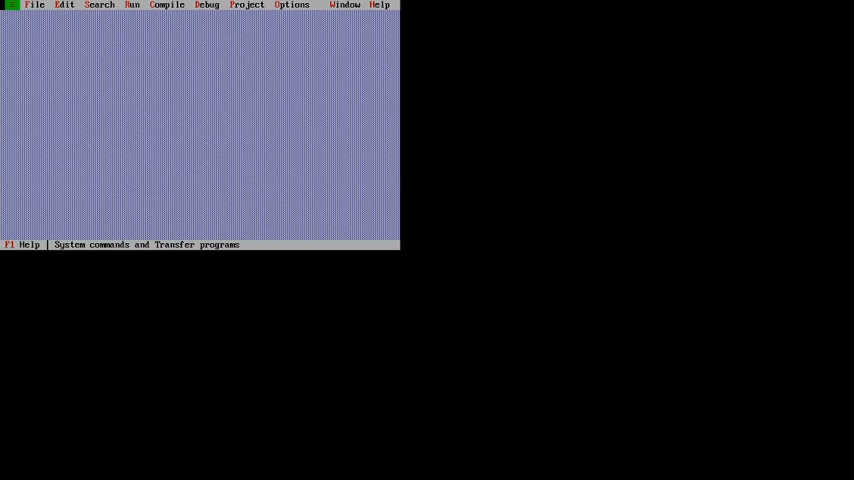 ≡ File Edit Search Run Compile Debug Project Options Window Help
F1 Help | System commands and Transfer programs